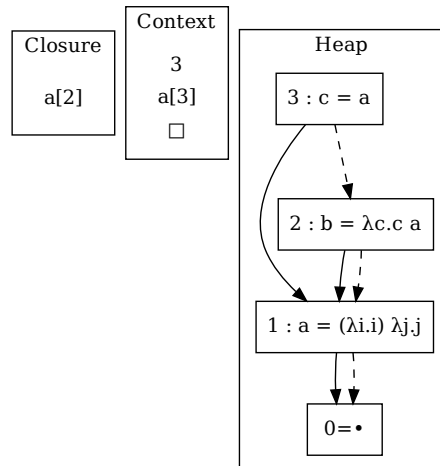 Closure
a[2]
Context
3
a[3]
□
Heap
3 : c = a
2 : b = λc.c a
1 : a = (λi.i) λj.j
0=•